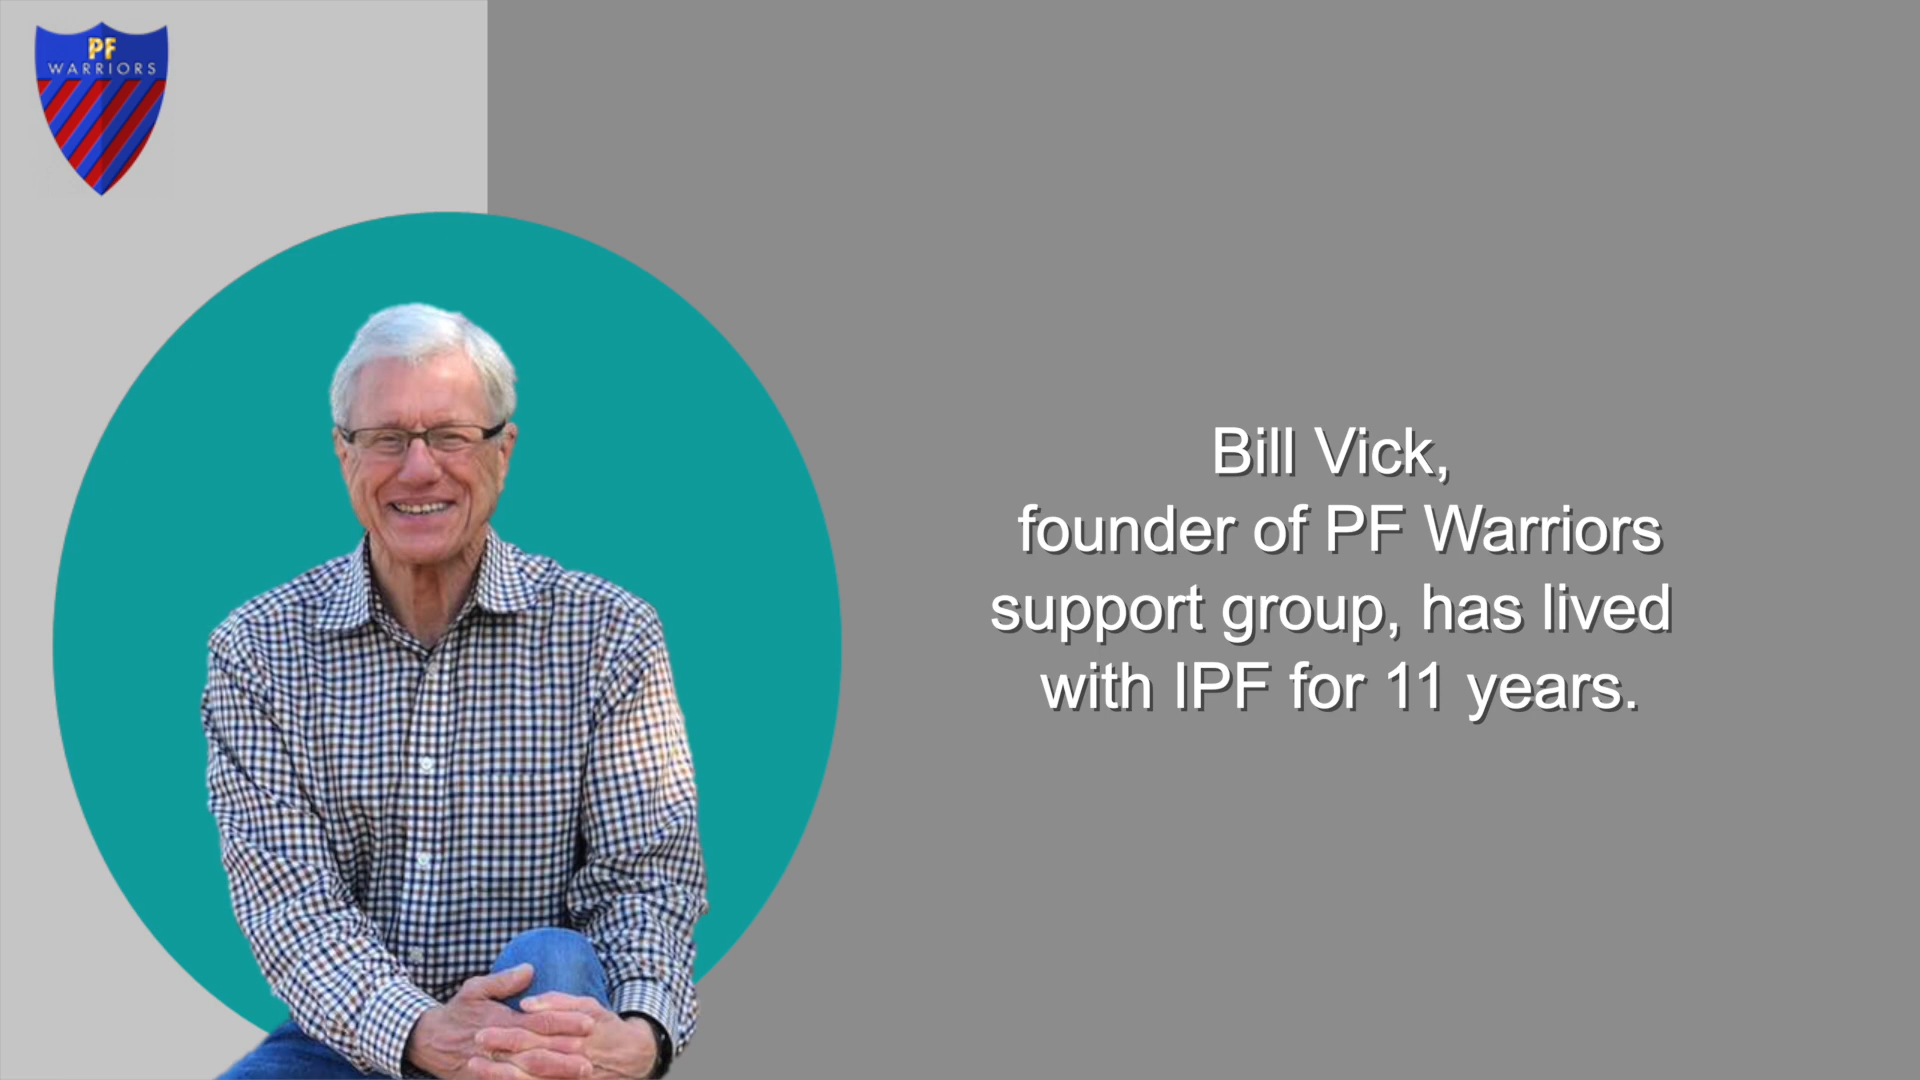 PF
WARRIORS
Bill Vick,
founder of PF Warriors
support group, has lived
with IPF for 11 years.